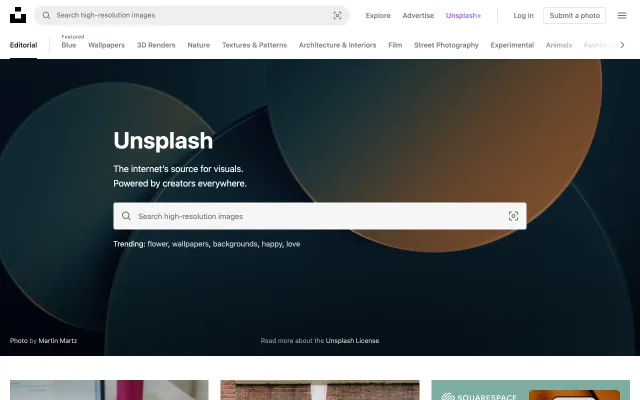 Search high-resolution images
Explore
Advertise
Unsplash+
Log in
Submit a photo
Editorial
Featured
Blue
Wallpapers
3D Renders
Nature
Textures & Patterns
Architecture & Interiors
Film
Street Photography
Experimental
Animals
Unsplash
The internet's source for visuals.
Powered by creators everywhere.
Search high-resolution images
Trending: flower, wallpapers, backgrounds, happy, love
Photo by Martin Martz
Read more about the Unsplash License
SQUARESPACE